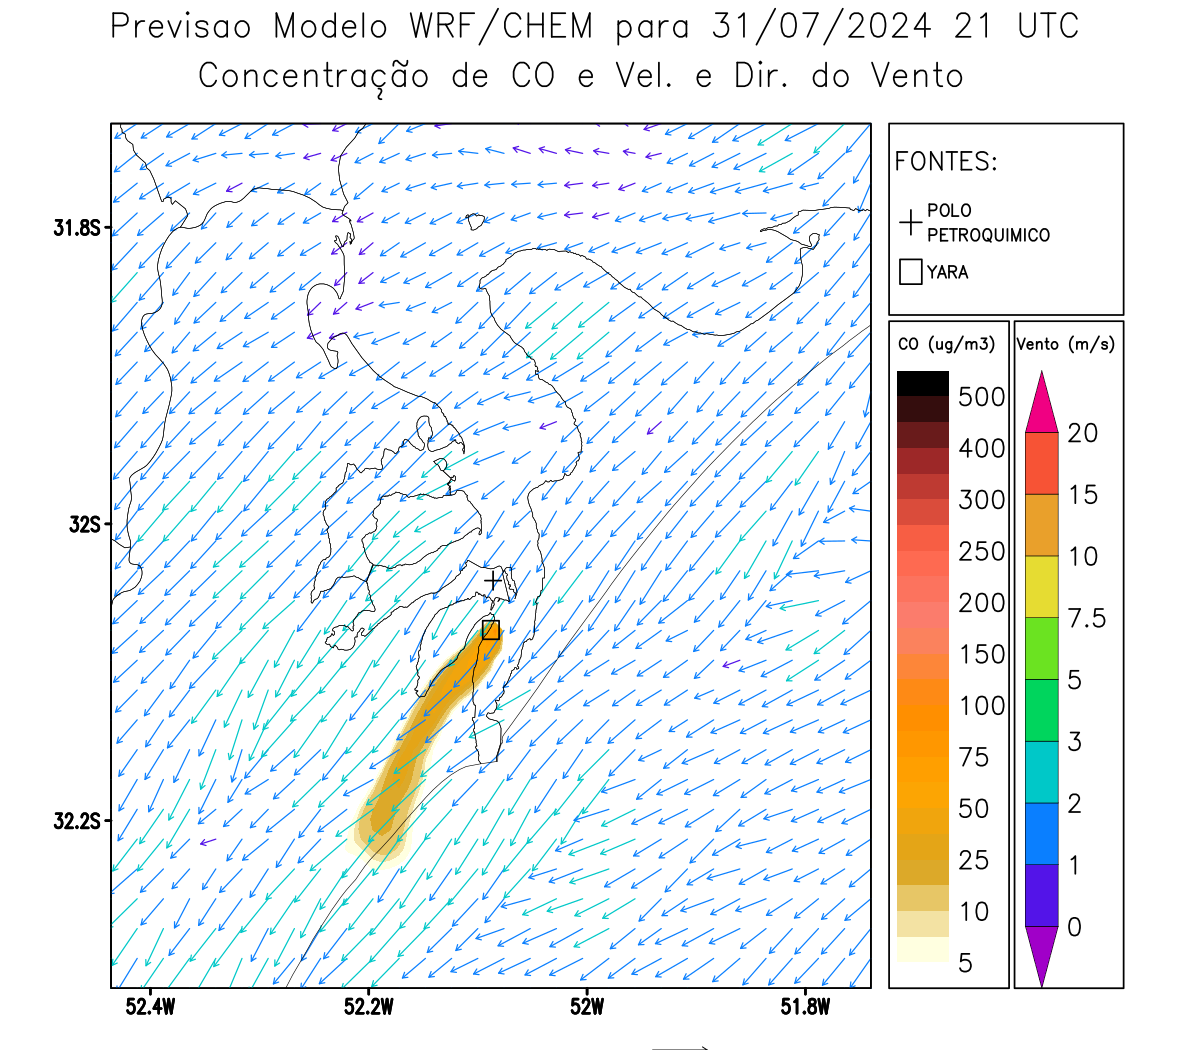 Previsao Modelo WRF/CHEM para 31/07/2024 21 UTC
Concentração de CO e Vel. e Dir. do Vento
FONTES:
POLO
PETROQUIMICO
YARA
CO (ug/m3)
500
400
300
250
200
150
100
75
50
25
10
5
Vento (m/s)
20
15
10
7.5
5
3
2
1
0
31.8S
32S
32.2S
52.4W
52.2W
52W
51.8W